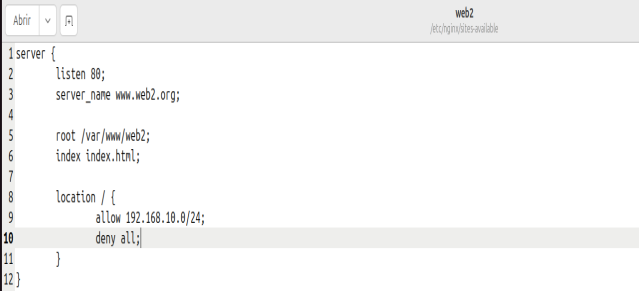 Abrir
web2
/etc/nginx/sites-available
1 server {
2         listen 80;
3         server_name www.web2.org;
4
5         root /var/www/web2;
6         index index.html;
7
8         location / {
9                 allow 192.168.10.0/24;
10                 deny all;
11         }
12 }